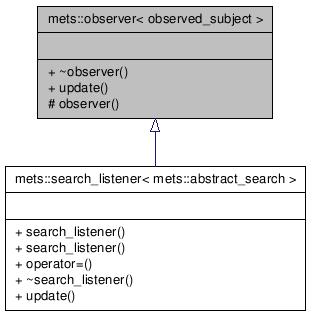 mets::observer< observed_subject >
+ ~observer()
+ update()
# observer()
mets::search_listener< mets::abstract_search >
+ search_listener()
+ search_listener()
+ operator=()
+ ~search_listener()
+ update()